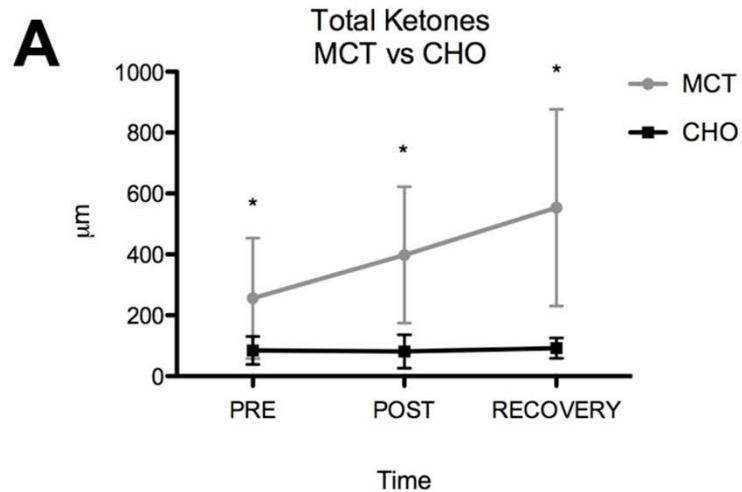 A
Total Ketones
MCT vs CHO
1000
800
600
400
200
0
µm
*
*
*
PRE
POST
RECOVERY
Time
MCT
CHO